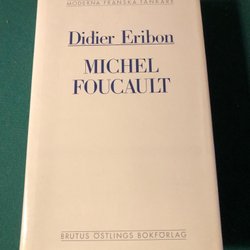 MODERNA FRANSKA TÄNKARE
Didier Eribon
MICHEL
FOUCAULT
BRUTUS ÖSTLINGS BOKFÖRLAG